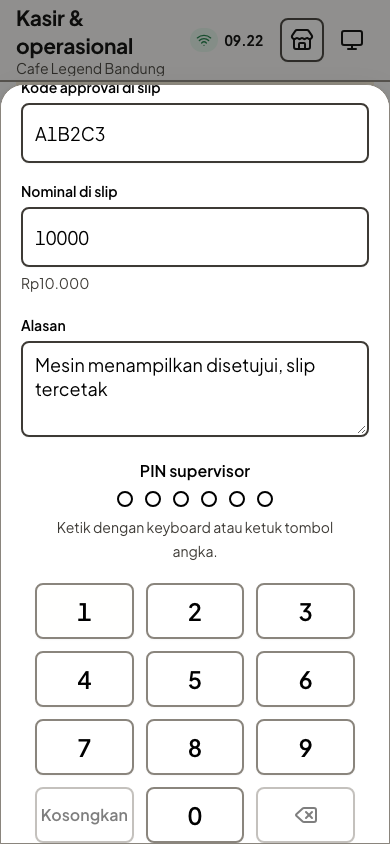 Kasir &
operasional
Cafe Legend Bandung
09.22
Kode approval di slip
A1B2C3
Nominal di slip
10000
Rp10.000
Alasan
Mesin menampilkan disetujui, slip
tercetak
PIN supervisor
Ketik dengan keyboard atau ketuk tombol
angka.
1 2 3
4 5 6
7 8 9
Kosongkan 0